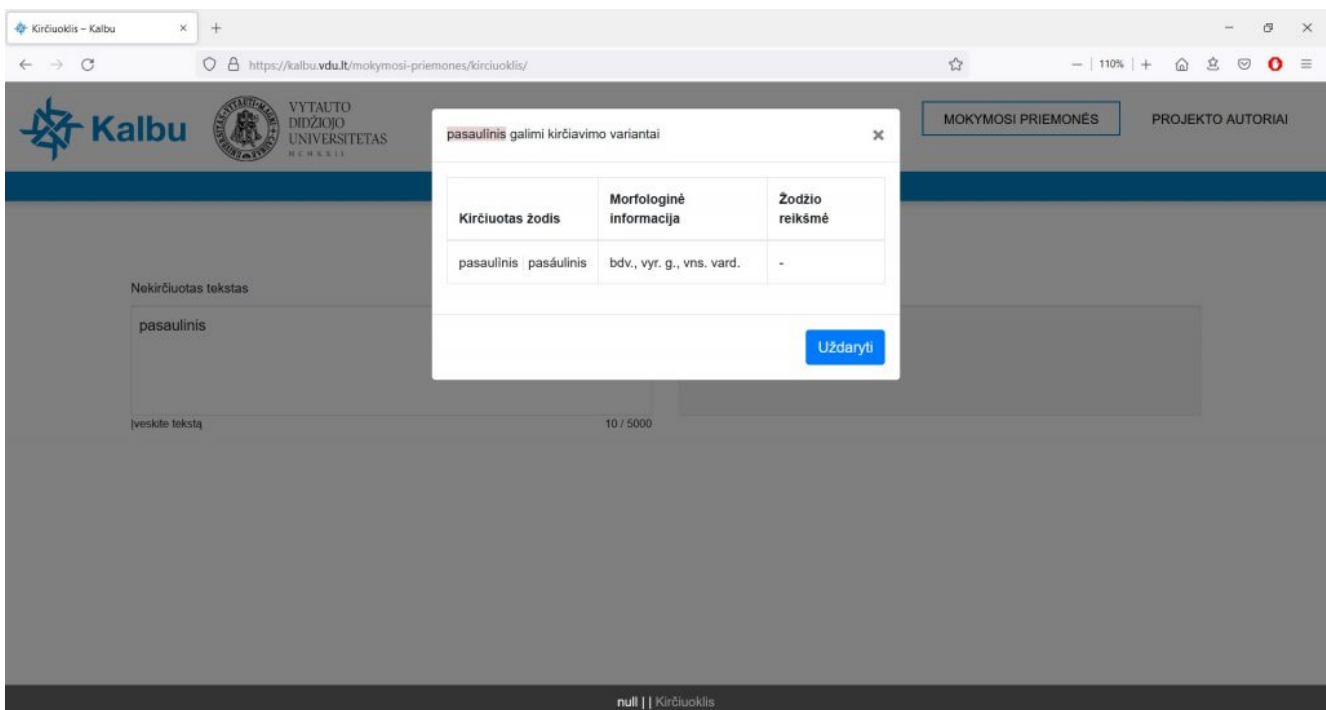 Kirčiuoklis – Kalbu
https://kalbu.vdu.lt/mokymosi-priemones/kirciuoklis/
110%
Kalbu
VYTAUTO
DIDŽIOJO
UNIVERSITETAS
MCMXXII
MOKYMOSI PRIEMONĖS
PROJEKTO AUTORIAI
pasaulìnis galimi kirčiavimo variantai
Kirčiuotas žodis
Morfologinė
informacija
Žodžio
reikšmė
pasaulìnis pasáulinis
bdv., vyr. g., vns. vard.
-
Uždaryti
Nekirčiuotas tekstas
pasaulinis
Įveskite tekstą
10 / 5000
null | | Kirčiuoklis